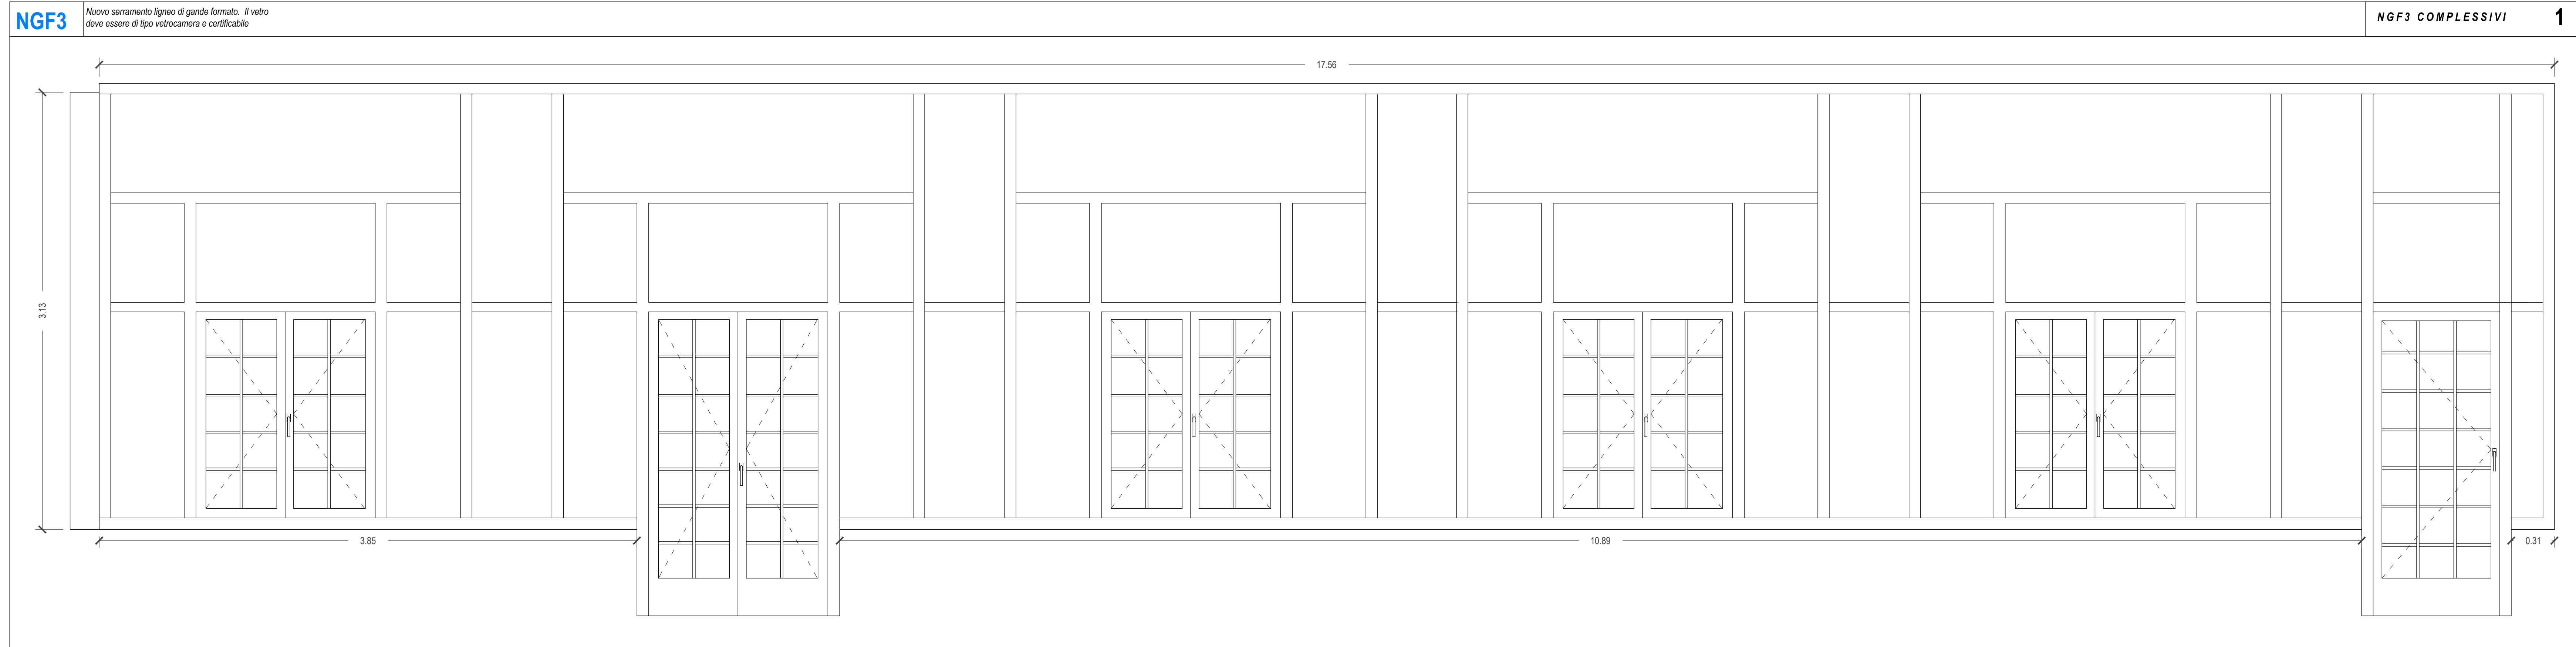 NGF3
Nuovo serramento ligneo di gande formato. Il vetro
deve essere di tipo vetrocamera e certificabile
NGF3 COMPLESSIVI
1
17.56
3.13
3.85
10.89
0.31